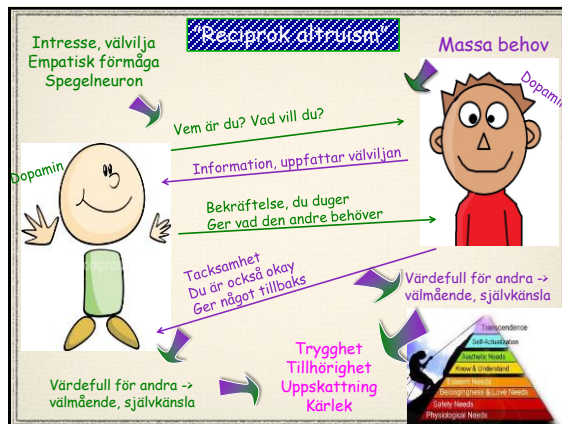 "Reciprok altruism"
Intresse, välvilja
Empatisk förmåga
Spegelneuron
Massa behov
Dopamin
Vem är du? Vad vill du?
Dopamin
Information, uppfattar välviljan
Bekräftelse, du duger
Ger vad den andre behöver
Tacksamhet
Du är också okay
Ger något tillbaks
Värdefull för andra ->
välmående, självkänsla
Trygghet
Tillhörighet
Uppskattning
Kärlek
Värdefull för andra ->
välmående, självkänsla
Transcendence
Self-Actualization
Aesthetic Needs
Know & Understand
Esteem Needs
Belongingness & Love Needs
Safety Needs
Physiological Needs